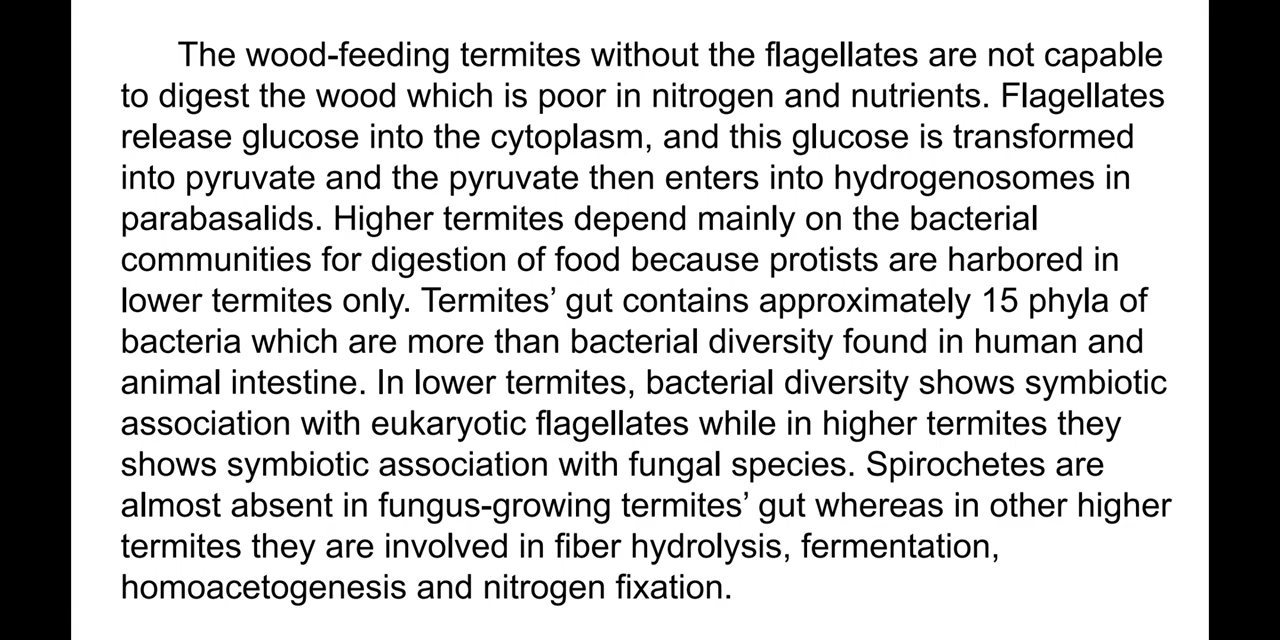 The wood-feeding termites without the flagellates are not capable
to digest the wood which is poor in nitrogen and nutrients. Flagellates
release glucose into the cytoplasm, and this glucose is transformed
into pyruvate and the pyruvate then enters into hydrogenosomes in
parabasalids. Higher termites depend mainly on the bacterial
communities for digestion of food because protists are harbored in
lower termites only. Termites’ gut contains approximately 15 phyla of
bacteria which are more than bacterial diversity found in human and
animal intestine. In lower termites, bacterial diversity shows symbiotic
association with eukaryotic flagellates while in higher termites they
shows symbiotic association with fungal species. Spirochetes are
almost absent in fungus-growing termites’ gut whereas in other higher
termites they are involved in fiber hydrolysis, fermentation,
homoacetogenesis and nitrogen fixation.